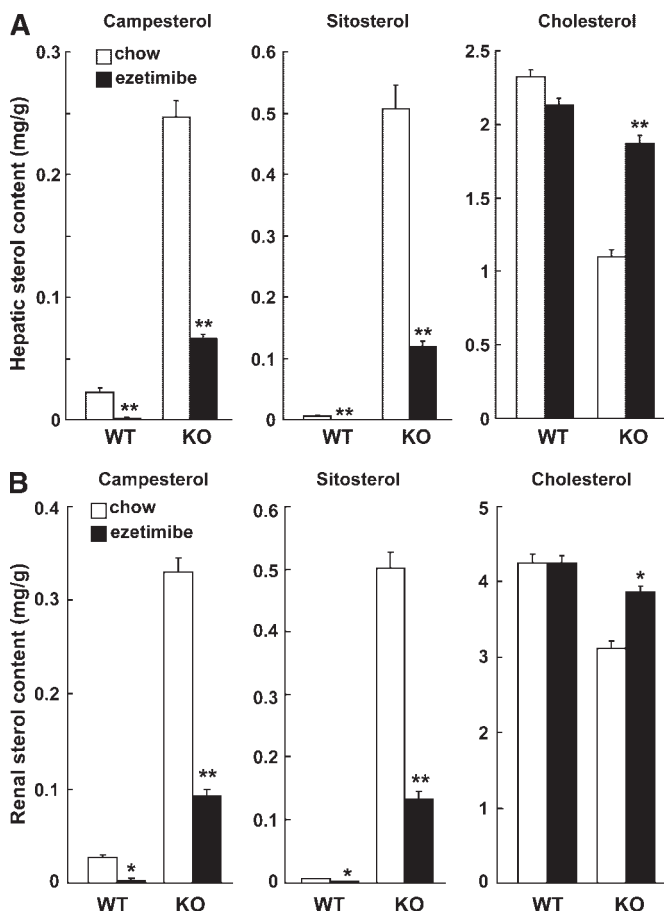 A
Campesterol
Sitosterol
Cholesterol
Hepatic sterol content (mg/g)
0.3
0.2
0.1
0
chow
ezetimibe
**
**
WT
KO
0.6
0.5
0.4
0.3
0.2
0.1
0
**
**
WT
KO
2.5
2
1.5
1
0.5
0
**
WT
KO
B
Campesterol
Sitosterol
Cholesterol
Renal sterol content (mg/g)
0.4
0.3
0.2
0.1
0
chow
ezetimibe
*
**
WT
KO
0.6
0.5
0.4
0.3
0.2
0.1
0
*
**
WT
KO
5
4
3
2
1
0
*
WT
KO